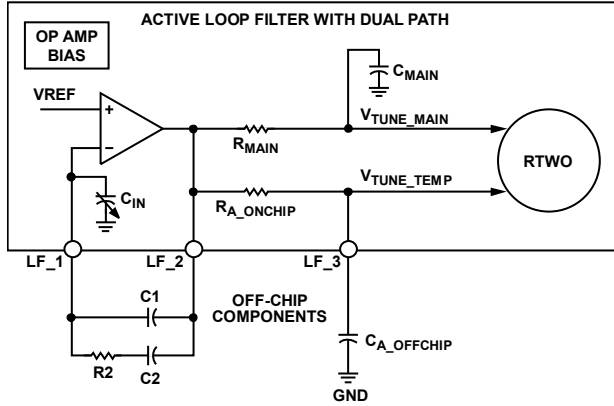 ACTIVE LOOP FILTER WITH DUAL PATH
OP AMP
BIAS
VREF
+
–
CIN
RMAIN
CMAIN
VTUNE_MAIN
RA_ONCHIP
VTUNE_TEMP
RTWO
LF_1
LF_2
LF_3
C1
R2
C2
OFF-CHIP
COMPONENTS
CA_OFFCHIP
GND